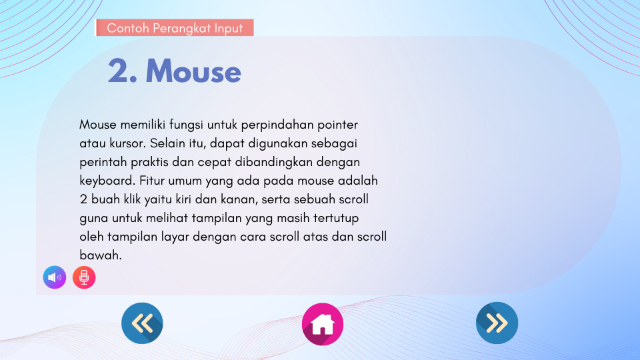 Contoh Perangkat Input
2. Mouse
Mouse memiliki fungsi untuk perpindahan pointer
atau kursor. Selain itu, dapat digunakan sebagai
perintah praktis dan cepat dibandingkan dengan
keyboard. Fitur umum yang ada pada mouse adalah
2 buah klik yaitu kiri dan kanan, serta sebuah scroll
guna untuk melihat tampilan yang masih tertutup
oleh tampilan layar dengan cara scroll atas dan scroll
bawah.